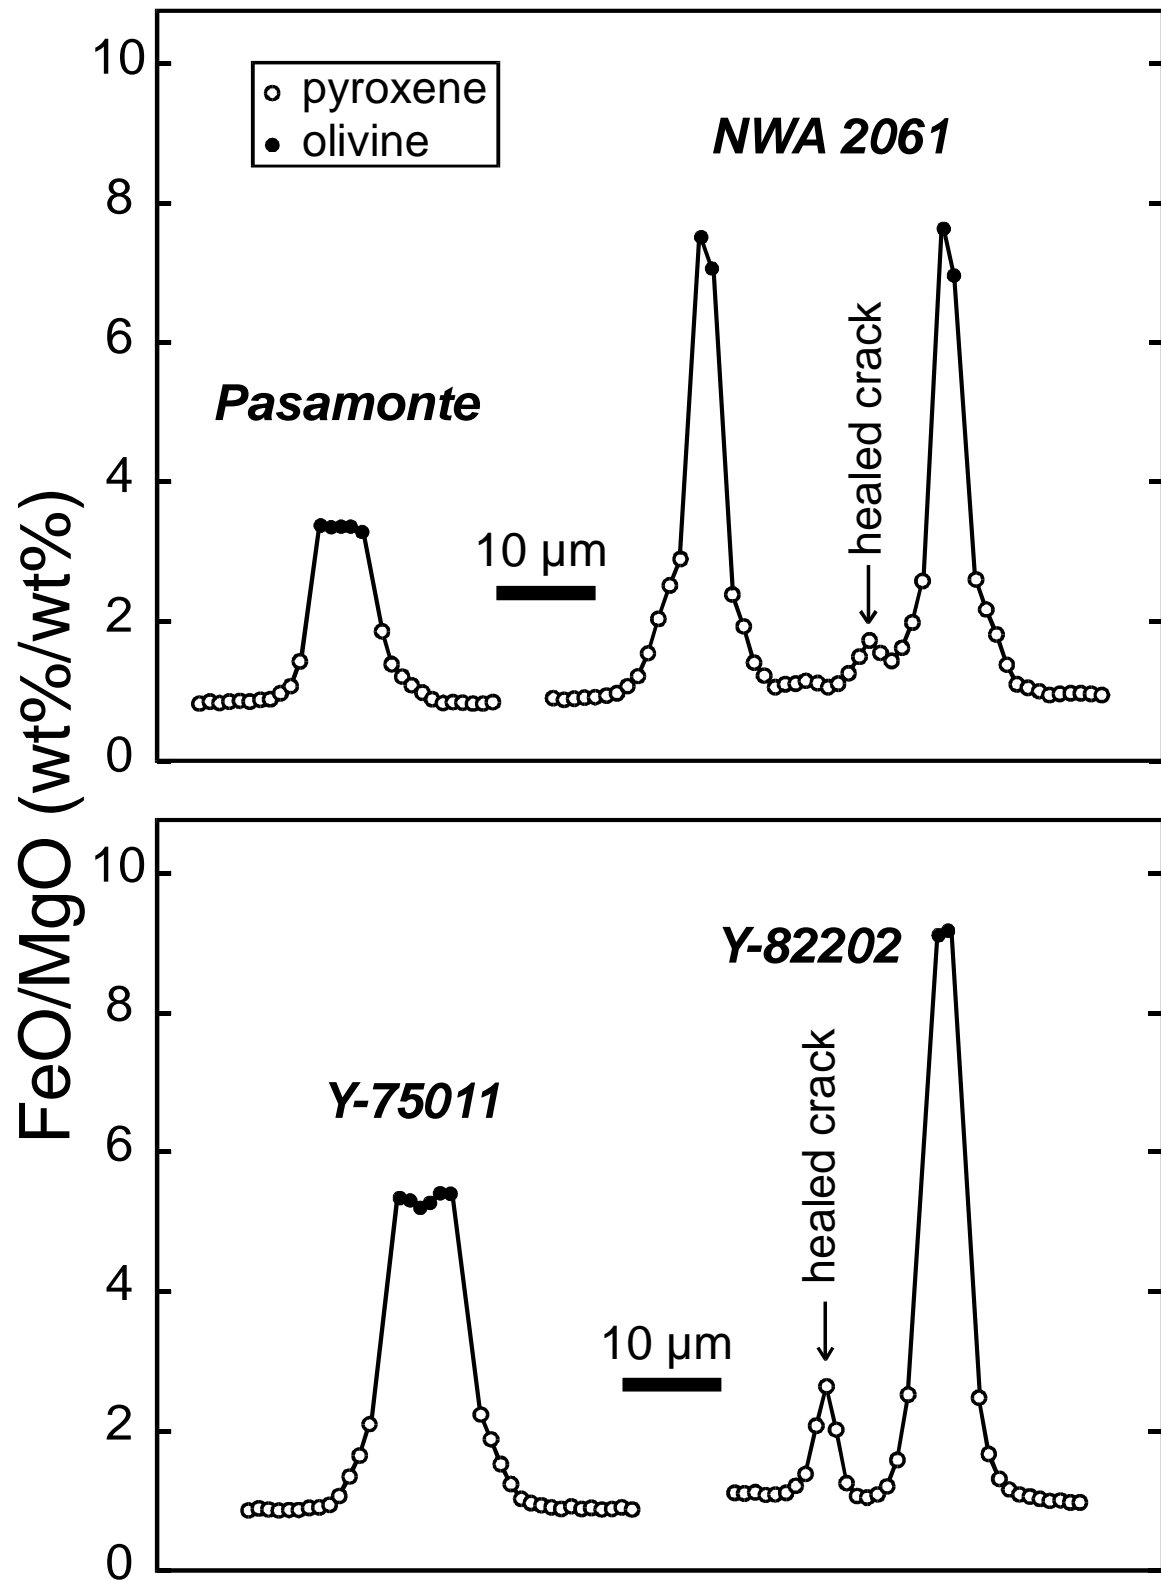 FeO/MgO (wt%/wt%)
10
8
6
4
2
0
pyroxene
olivine
NWA 2061
Pasamonte
10 µm
healed crack
10
8
6
4
2
0
Y-82202
Y-75011
healed crack
10 µm